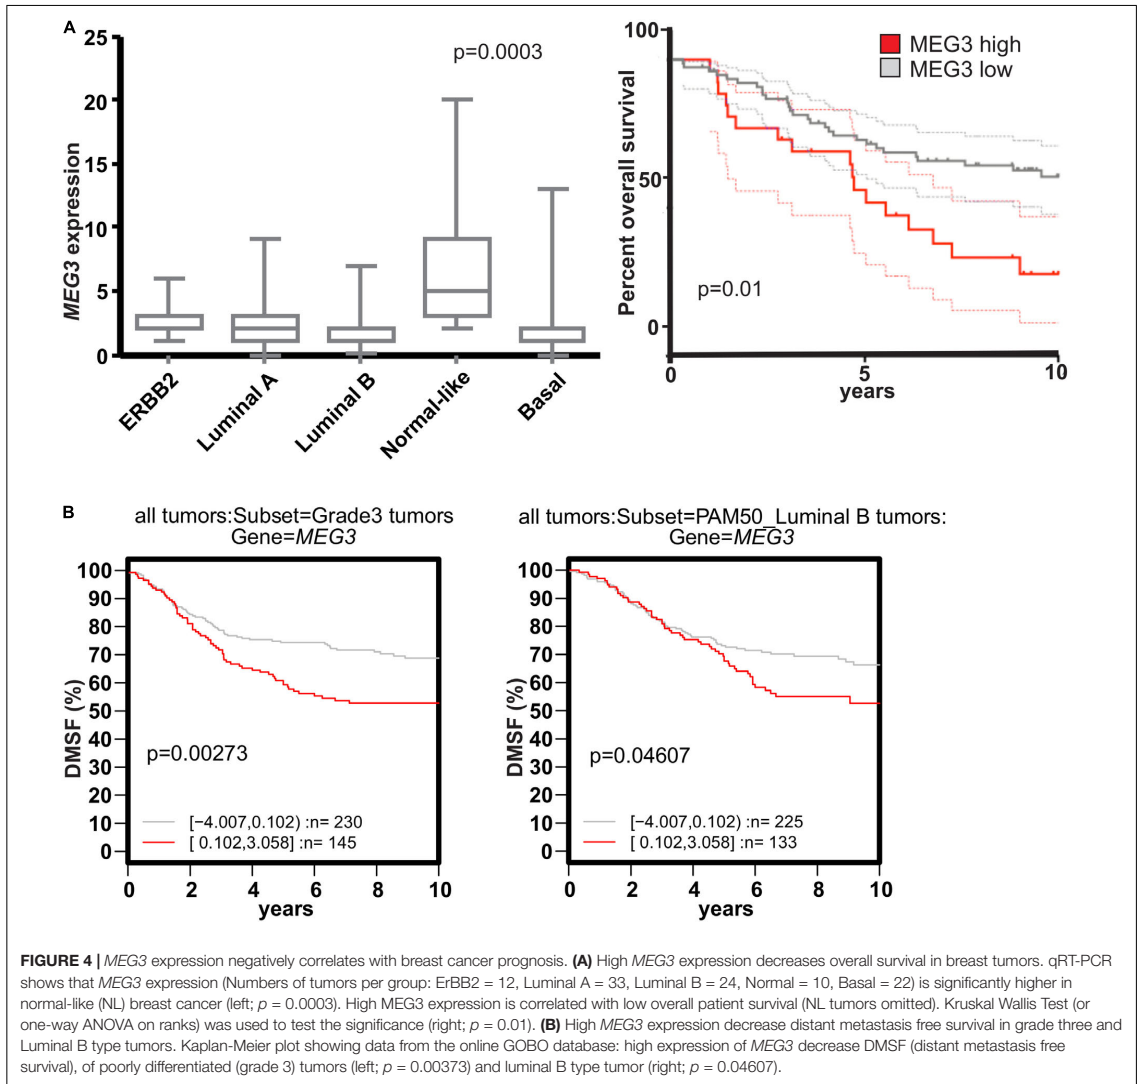 A
25
20
15
10
5
0
MEG3 expression
p=0.0003
ERBB2
Luminal A
Luminal B
Normal-like
Basal
100
50
0
Percent overall survival
MEG3 high
MEG3 low
p=0.01
0 5 10
years
B
all tumors:Subset=Grade3 tumors
Gene=MEG3
100
90
80
70
60
50
40
30
20
10
0
DMSF (%)
p=0.00273
[−4.007,0.102) :n= 230
[ 0.102,3.058] :n= 145
0 2 4 6 8 10
years
all tumors:Subset=PAM50_Luminal B tumors:
Gene=MEG3
100
90
80
70
60
50
40
30
20
10
0
DMSF (%)
p=0.04607
[−4.007,0.102) :n= 225
[ 0.102,3.058] :n= 133
0 2 4 6 8 10
years
FIGURE 4 | MEG3 expression negatively correlates with breast cancer prognosis. (A) High MEG3 expression decreases overall survival in breast tumors. qRT-PCR
shows that MEG3 expression (Numbers of tumors per group: ErBB2 = 12, Luminal A = 33, Luminal B = 24, Normal = 10, Basal = 22) is significantly higher in
normal-like (NL) breast cancer (left; p = 0.0003). High MEG3 expression is correlated with low overall patient survival (NL tumors omitted). Kruskal Wallis Test (or
one-way ANOVA on ranks) was used to test the significance (right; p = 0.01). (B) High MEG3 expression decrease distant metastasis free survival in grade three and
Luminal B type tumors. Kaplan-Meier plot showing data from the online GOBO database: high expression of MEG3 decrease DMSF (distant metastasis free
survival), of poorly differentiated (grade 3) tumors (left; p = 0.00373) and luminal B type tumor (right; p = 0.04607).